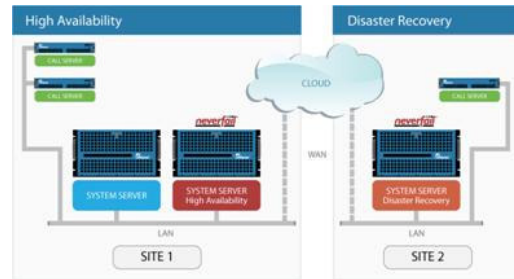 High Availability
Disaster Recovery
CALL SERVER
CALL SERVER
CALL SERVER
CLOUD
neverfail
neverfail
SYSTEM SERVER
SYSTEM SERVER
High Availability
WAN
SYSTEM SERVER
Disaster Recovery
LAN
LAN
SITE 1
SITE 2